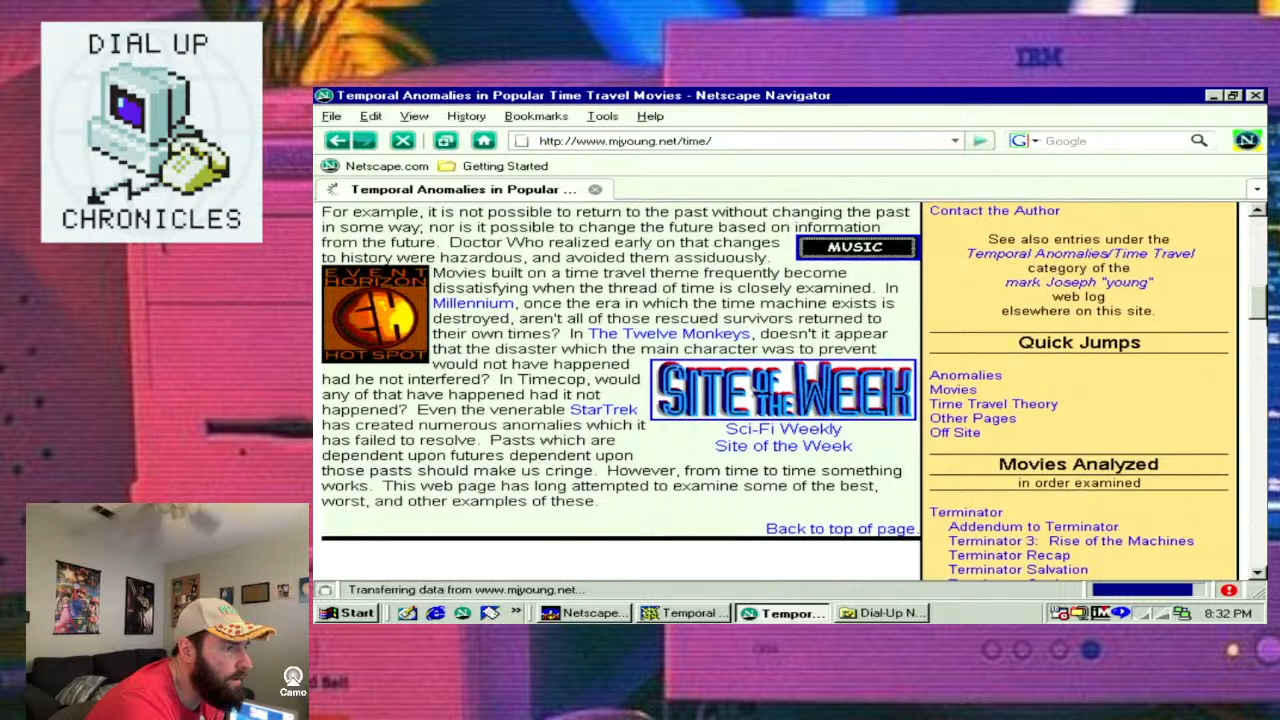 DIAL UP
CHRONICLES
IBM
Temporal Anomalies in Popular Time Travel Movies - Netscape Navigator
File Edit View History Bookmarks Tools Help
http://www.mjyoung.net/time/
Google
Netscape.com Getting Started
Temporal Anomalies in Popular ...
For example, it is not possible to return to the past without changing the past
in some way; nor is it possible to change the future based on information
from the future. Doctor Who realized early on that changes
to history were hazardous, and avoided them assiduously.
MUSIC
EVENT
HORIZON
HOT SPOT
Movies built on a time travel theme frequently become
dissatisfying when the thread of time is closely examined. In
Millennium, once the era in which the time machine exists is
destroyed, aren't all of those rescued survivors returned to
their own times? In The Twelve Monkeys, doesn't it appear
that the disaster which the main character was to prevent
would not have happened
had he not interfered? In Timecop, would
any of that have happened had it not
happened? Even the venerable StarTrek
has created numerous anomalies which it
has failed to resolve. Pasts which are
dependent upon futures dependent upon
those pasts should make us cringe. However, from time to time something
works. This web page has long attempted to examine some of the best,
worst, and other examples of these.
SITE OF THE WEEK
Sci-Fi Weekly
Site of the Week
Back to top of page.
Contact the Author
See also entries under the
Temporal Anomalies/Time Travel
category of the
mark Joseph "young"
web log
elsewhere on this site.
Quick Jumps
Anomalies
Movies
Time Travel Theory
Other Pages
Off Site
Movies Analyzed
in order examined
Terminator
Addendum to Terminator
Terminator 3: Rise of the Machines
Terminator Recap
Terminator Salvation
Transferring data from www.mjyoung.net...
Start
Netscape...
Temporal ...
Tempor...
Dial-Up N...
8:32 PM
Camo